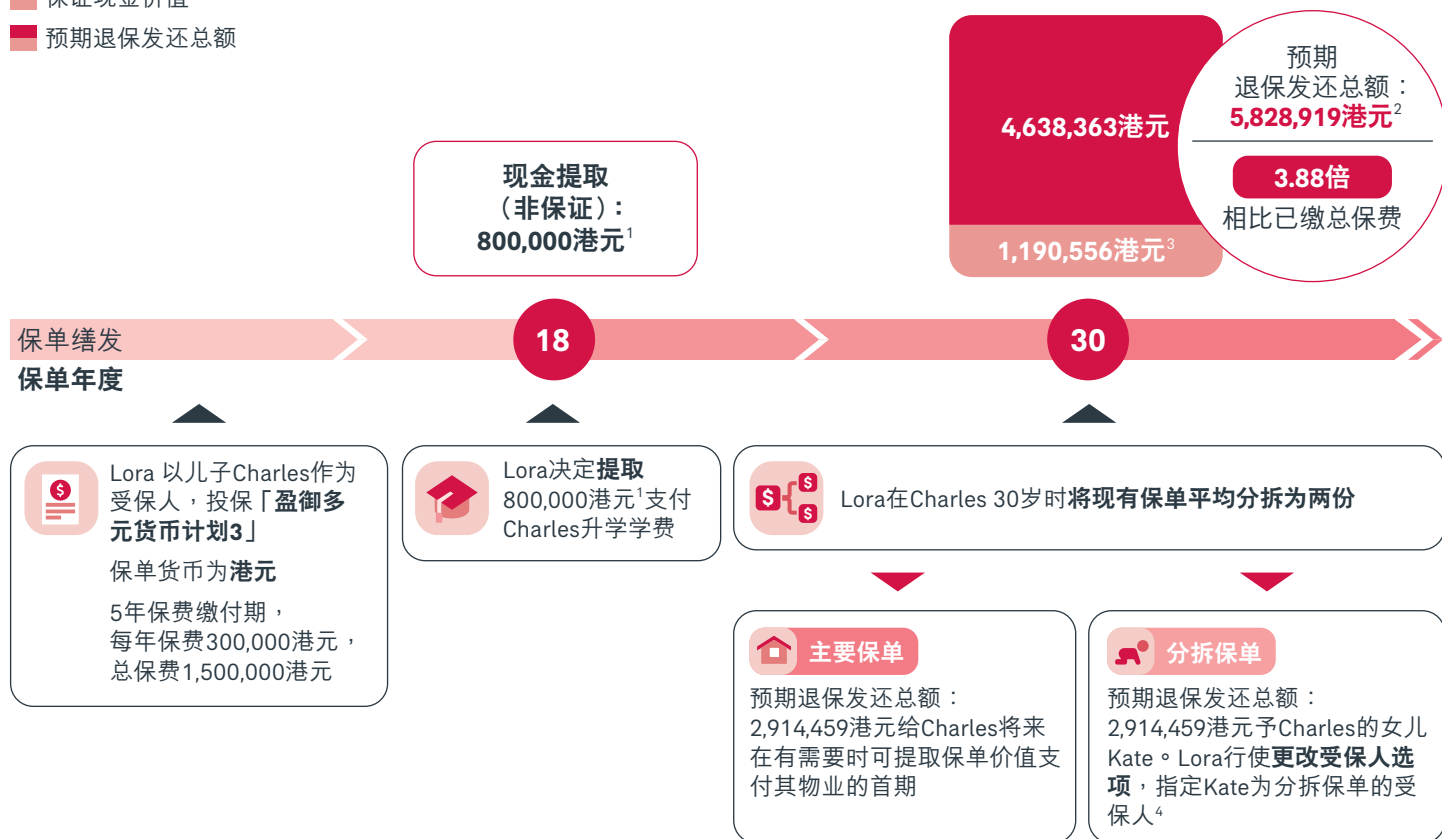 保证现金价值
预期退保发还总额
4,638,363港元
1,190,556港元3
预期
退保发还总额：
5,828,919港元2
3.88倍
相比已缴总保费
现金提取
（非保证）：
800,000港元1
保单缮发
18
30
保单年度
Lora 以儿子Charles作为
受保人，投保「盈御多
元货币计划3」
保单货币为港元
5年保费缴付期，
每年保费300,000港元，
总保费1,500,000港元
Lora决定提取
800,000港元1支付
Charles升学学费
Lora在Charles 30岁时将现有保单平均分拆为两份
主要保单
预期退保发还总额：
2,914,459港元给Charles将来
在有需要时可提取保单价值支
付其物业的首期
分拆保单
预期退保发还总额：
2,914,459港元予Charles的女儿
Kate。Lora行使更改受保人选
项，指定Kate为分拆保单的受
保人4